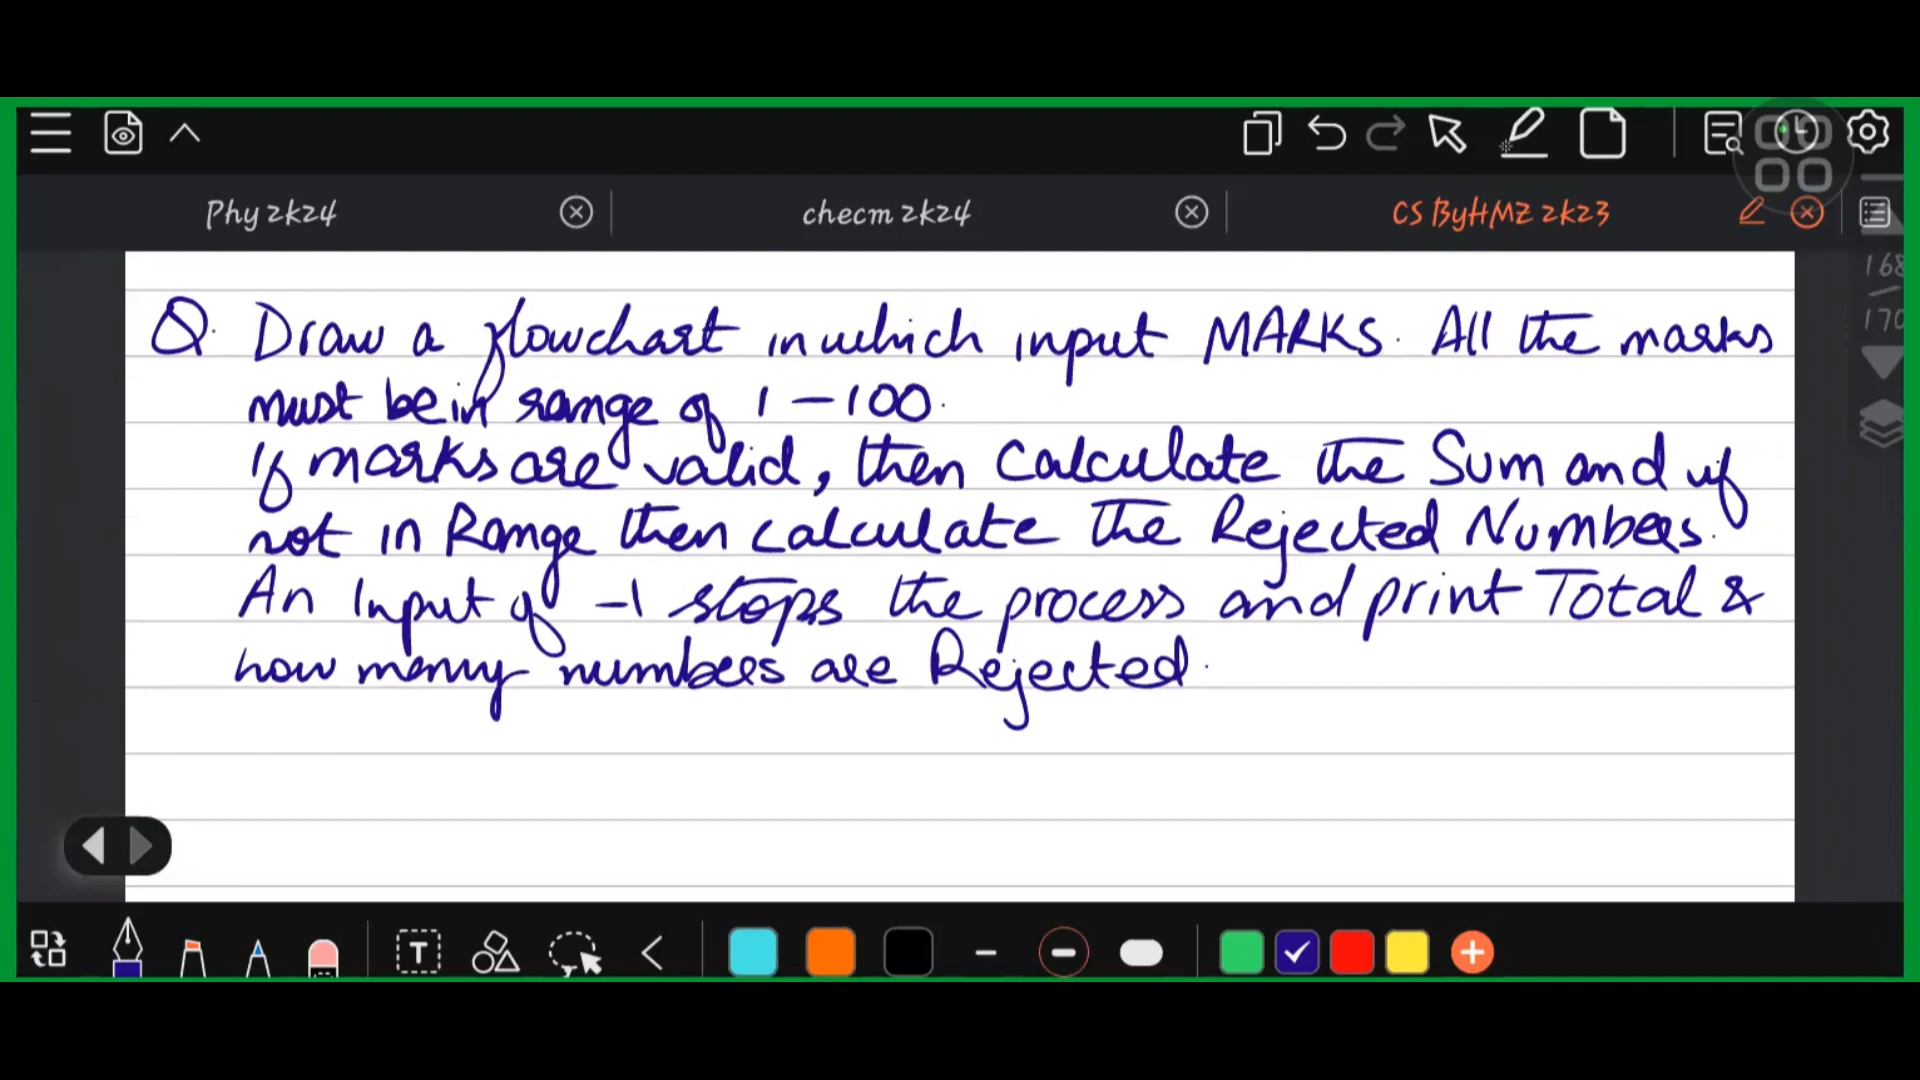 Phy 2k24
checm 2k24
CS ByHMZ 2k23
168
170
Q. Draw a flowchart in which input MARKS. All the marks
must be in range of 1 – 100.
If marks are valid, then calculate the Sum and if
not in Range then calculate the Rejected Numbers.
An Input of -1 stops the process and print Total &
how many numbers are Rejected.
T